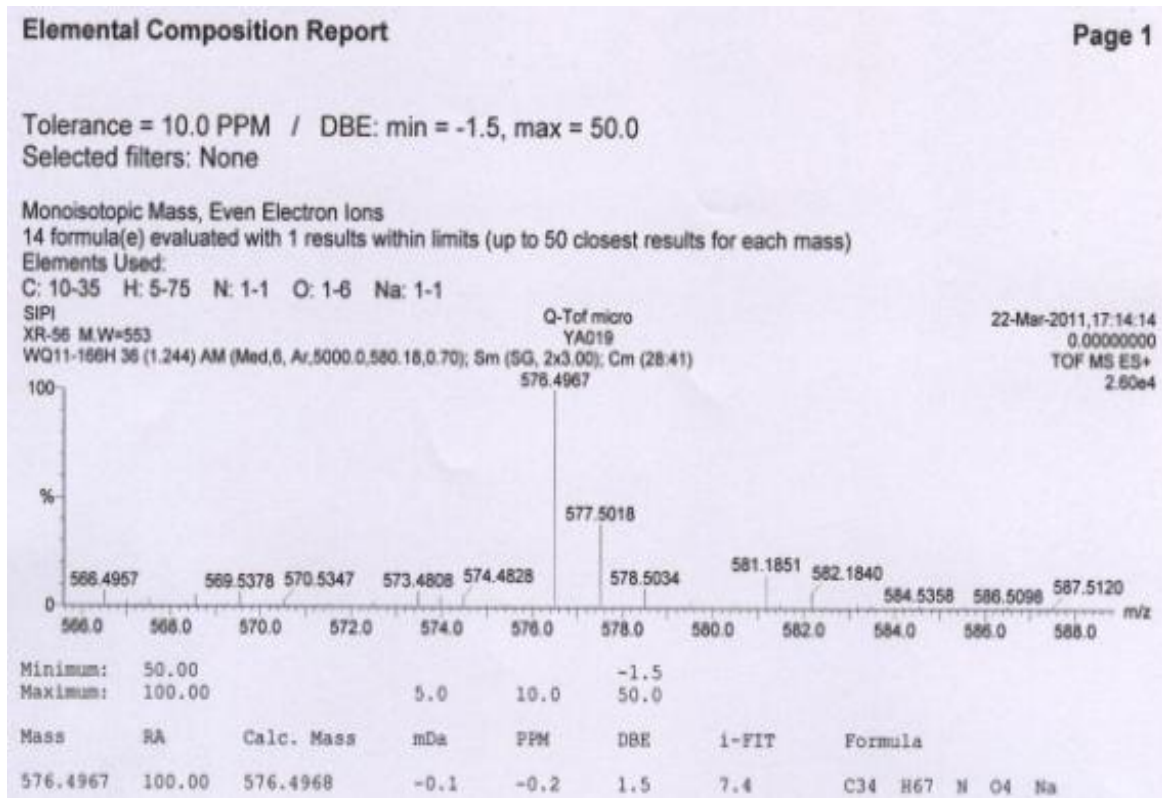 Elemental Composition Report Page 1
Tolerance = 10.0 PPM / DBE: min = -1.5, max = 50.0
Selected filters: None
Monoisotopic Mass, Even Electron Ions
14 formula(e) evaluated with 1 results within limits (up to 50 closest results for each mass)
Elements Used:
C: 10-35 H: 5-75 N: 1-1 O: 1-6 Na: 1-1
SIPI Q-Tof micro 22-Mar-2011,17:14:14
XR-56 M.W=553 YA019 0.00000000
WQ11-166H 36 (1.244) AM (Med,6, Ar,5000.0,580.18,0.70); Sm (SG, 2x3.00); Cm (28:41) TOF MS ES+
576.4967 2.60e4
100
%
577.5018
566.4957 569.5378 570.5347 573.4808 574.4828 578.5034 581.1851 582.1840 584.5358 586.5098 587.5120
0 m/z
566.0 568.0 570.0 572.0 574.0 576.0 578.0 580.0 582.0 584.0 586.0 588.0
Minimum: 50.00 -1.5
Maximum: 100.00 5.0 10.0 50.0
Mass RA Calc. Mass mDa PPM DBE i-FIT Formula
576.4967 100.00 576.4968 -0.1 -0.2 1.5 7.4 C34 H67 N O4 Na